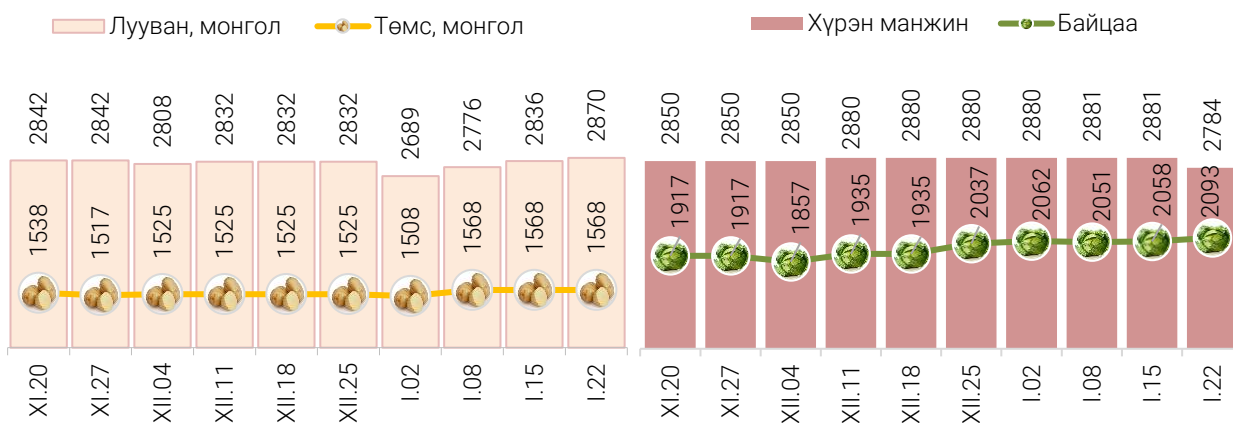 Лууван, монгол Төмс, монгол
2842 2842 2808 2832 2832 2832 2689 2776 2836 2870
1538 1517 1525 1525 1525 1525 1508 1568 1568 1568
XI.20 XI.27 XII.04 XII.11 XII.18 XII.25 I.02 I.08 I.15 I.22
Хүрэн манжин Байцаа
2850 2850 2850 2880 2880 2880 2880 2881 2881 2784
1917 1917 1857 1935 1935 2037 2062 2051 2058 2093
XI.20 XI.27 XII.04 XII.11 XII.18 XII.25 I.02 I.08 I.15 I.22